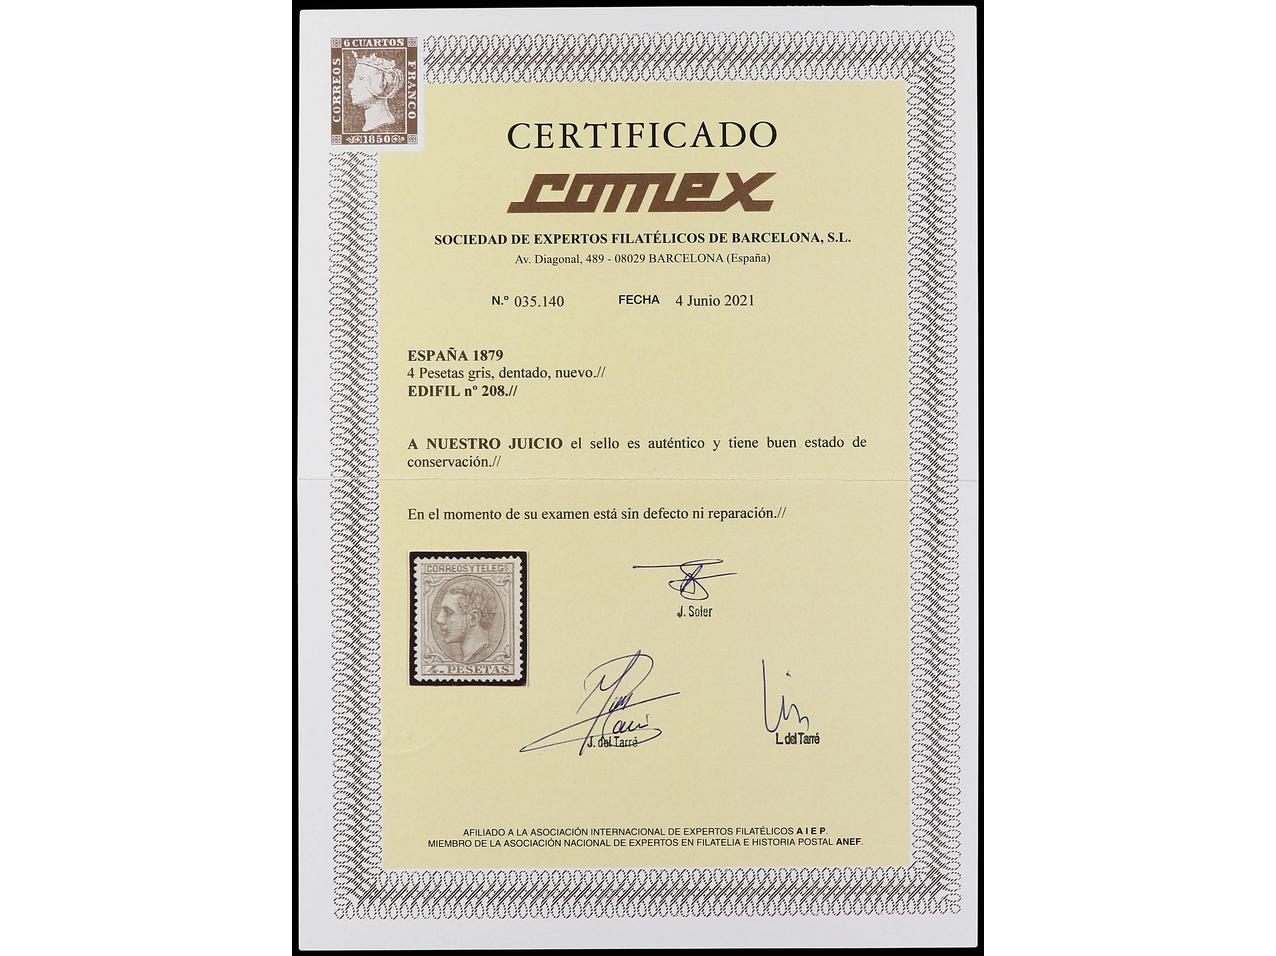 6 CUARTOS
CORREOS
FRANCO
1850
CERTIFICADO
comex
SOCIEDAD DE EXPERTOS FILATÉLICOS DE BARCELONA, S.L.
Av. Diagonal, 489 - 08029 BARCELONA (España)
N.º 035.140 FECHA 4 Junio 2021
ESPAÑA 1879
4 Pesetas gris, dentado, nuevo.//
EDIFIL nº 208.//
A NUESTRO JUICIO el sello es auténtico y tiene buen estado de
conservación.//
En el momento de su examen está sin defecto ni reparación.//
CORREOS Y TELEGS
4 PESETAS
J. Soler
J. del Tarré
L. del Tarré
AFILIADO A LA ASOCIACIÓN INTERNACIONAL DE EXPERTOS FILATÉLICOS A I E P.
MIEMBRO DE LA ASOCIACIÓN NACIONAL DE EXPERTOS EN FILATELIA E HISTORIA POSTAL ANEF.